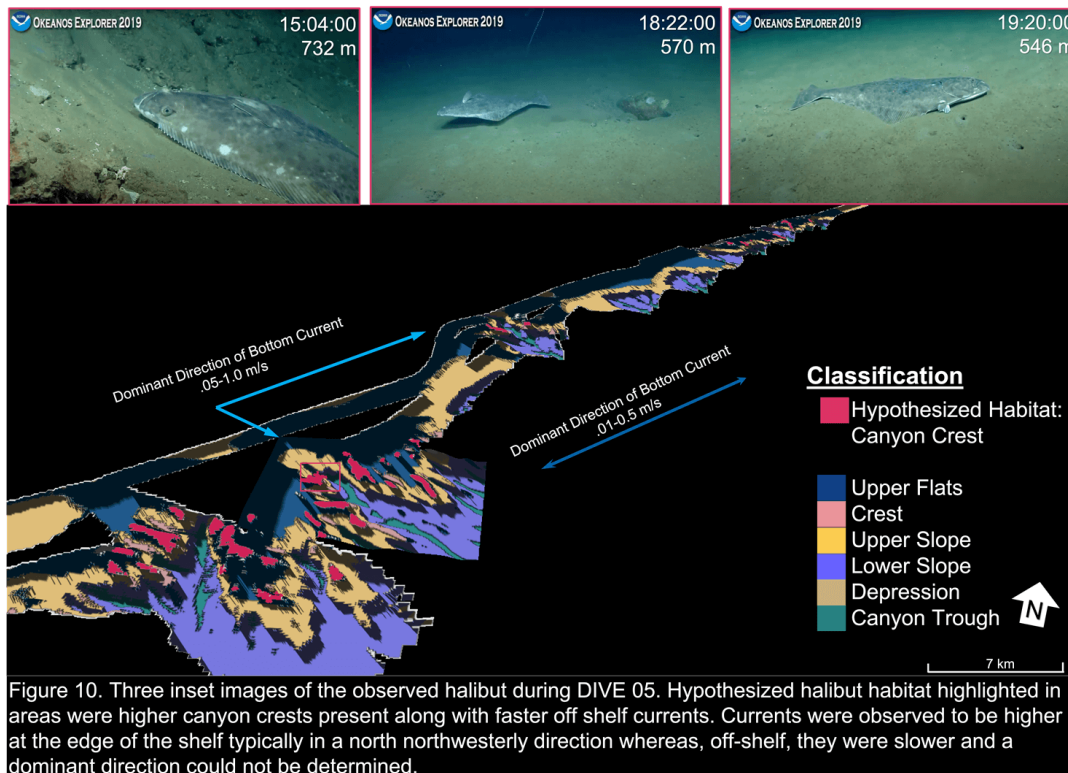 OKEANOS EXPLORER 2019
15:04:00
732 m
OKEANOS EXPLORER 2019
18:22:00
570 m
OKEANOS EXPLORER 2019
19:20:00
546 m
Dominant Direction of Bottom Current
.05-1.0 m/s
Dominant Direction of Bottom Current
.01-0.5 m/s
Classification
Hypothesized Habitat:
Canyon Crest
Upper Flats
Crest
Upper Slope
Lower Slope
Depression
Canyon Trough
N
7 km
Figure 10. Three inset images of the observed halibut during DIVE 05. Hypothesized halibut habitat highlighted in
areas were higher canyon crests present along with faster off shelf currents. Currents were observed to be higher
at the edge of the shelf typically in a north northwesterly direction whereas, off-shelf, they were slower and a
dominant direction could not be determined.